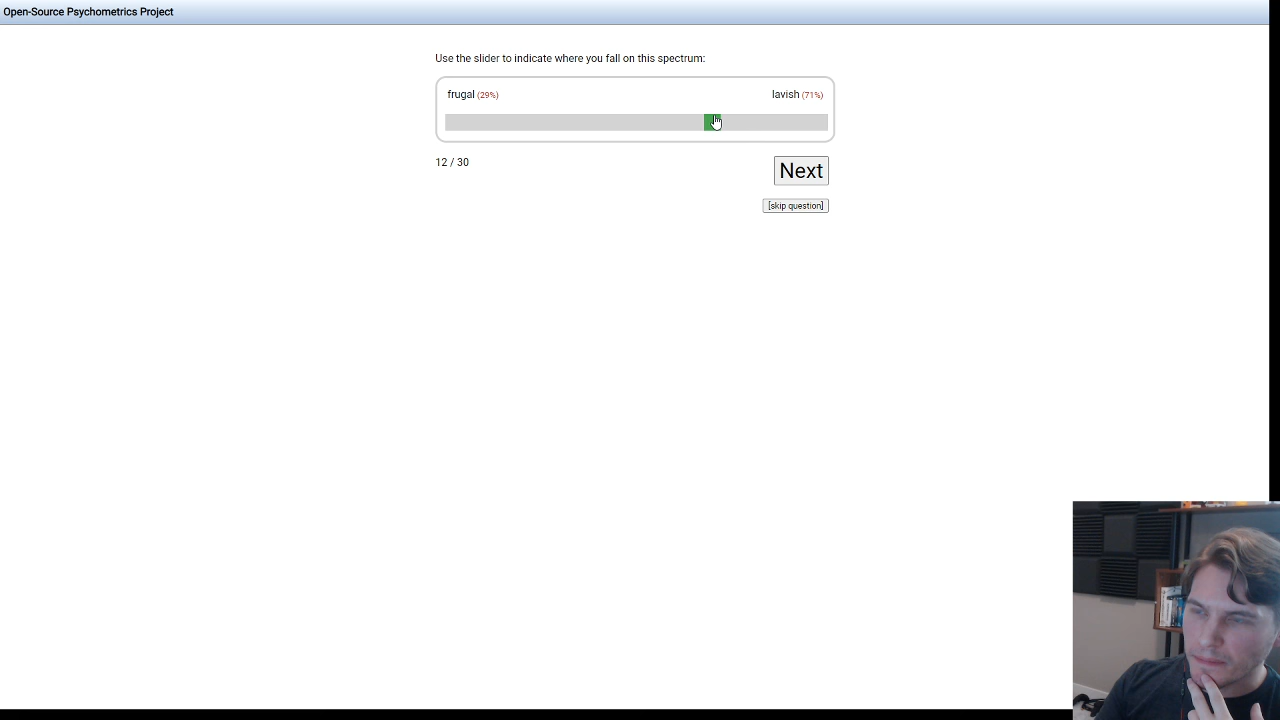 Open-Source Psychometrics Project
Use the slider to indicate where you fall on this spectrum:
frugal (29%) lavish (71%)
12 / 30
Next
[skip question]